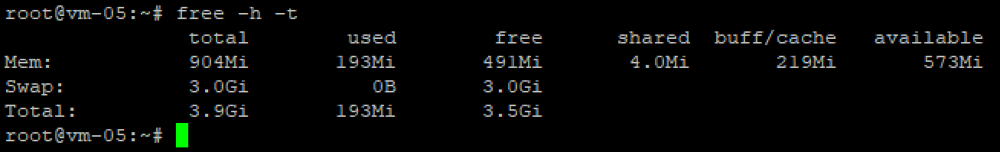 root@vm-05:~# free -h -t
total used free shared buff/cache available
Mem: 904Mi 193Mi 491Mi 4.0Mi 219Mi 573Mi
Swap: 3.0Gi 0B 3.0Gi
Total: 3.9Gi 193Mi 3.5Gi
root@vm-05:~#